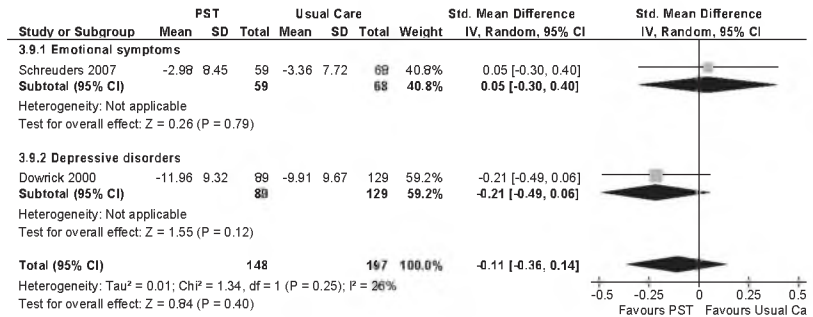 PST Usual Care Std. Mean Difference Std. Mean Difference
Study or Subgroup Mean SD Total Mean SD Total Weight IV, Random, 95% CI IV, Random, 95% CI
3.9.1 Emotional symptoms
Schreuders 2007 -2.98 8.45 59 -3.36 7.72 68 40.8% 0.05 [-0.30, 0.40]
Subtotal (95% CI) 59 68 40.8% 0.05 [-0.30, 0.40]
Heterogeneity: Not applicable
Test for overall effect: Z = 0.26 (P = 0.79)
3.9.2 Depressive disorders
Dowrick 2000 -11.96 9.32 89 -9.91 9.67 129 59.2% -0.21 [-0.49, 0.06]
Subtotal (95% CI) 89 129 59.2% -0.21 [-0.49, 0.06]
Heterogeneity: Not applicable
Test for overall effect: Z = 1.55 (P = 0.12)
Total (95% CI) 148 197 100.0% -0.11 [-0.36, 0.14]
Heterogeneity: Tau² = 0.01; Chi² = 1.34, df = 1 (P = 0.25); I² = 26%
Test for overall effect: Z = 0.84 (P = 0.40)
-0.5 -0.25 0 0.25 0.5
Favours PST Favours Usual Ca